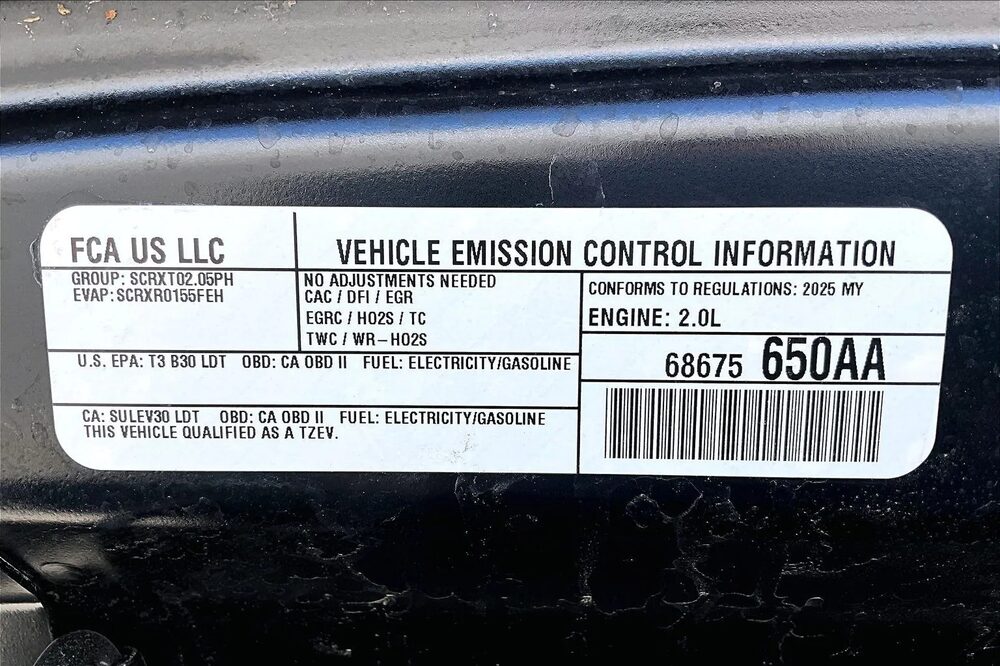 FCA US LLC
VEHICLE EMISSION CONTROL INFORMATION
GROUP: SCRXT02.05PH
EVAP: SCRXR0155FEH
NO ADJUSTMENTS NEEDED
CAC / DFI / EGR
EGRC / HO2S / TC
TWC / WR-HO2S
CONFORMS TO REGULATIONS: 2025 MY
ENGINE: 2.0L
U.S. EPA: T3 B30 LDT OBD: CA OBD II FUEL: ELECTRICITY/GASOLINE
68675 650AA
CA: SULEV30 LDT OBD: CA OBD II FUEL: ELECTRICITY/GASOLINE
THIS VEHICLE QUALIFIED AS A TZEV.